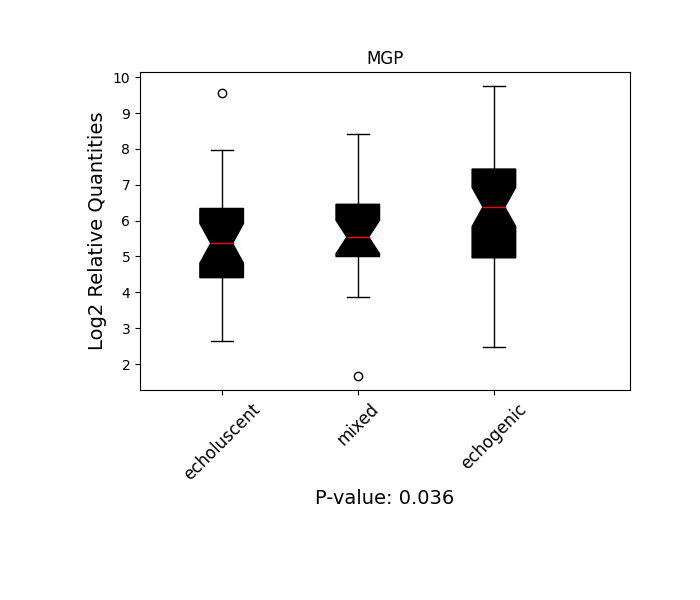 MGP
Log2 Relative Quantities
10
9
8
7
6
5
4
3
2
echoluscent
mixed
echogenic
P-value: 0.036